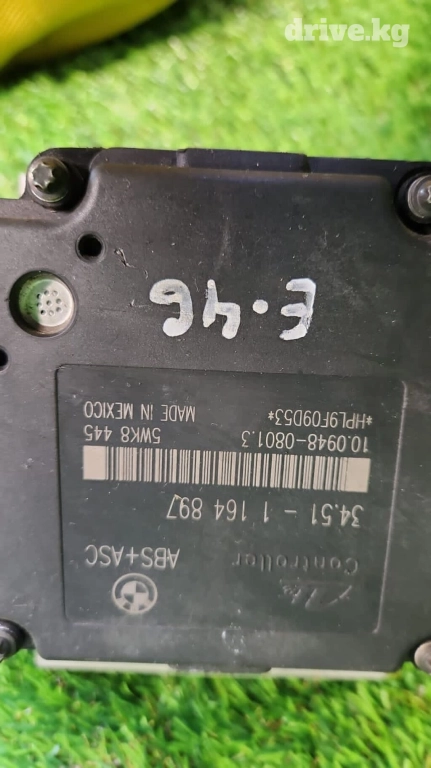 drive.kg
E·46
Ate
Controller
ABS+ASC
34.51 - 1 164 897
10.0948-0801.3
5WK8 445
*HPL9F09D53*
MADE IN MEXICO